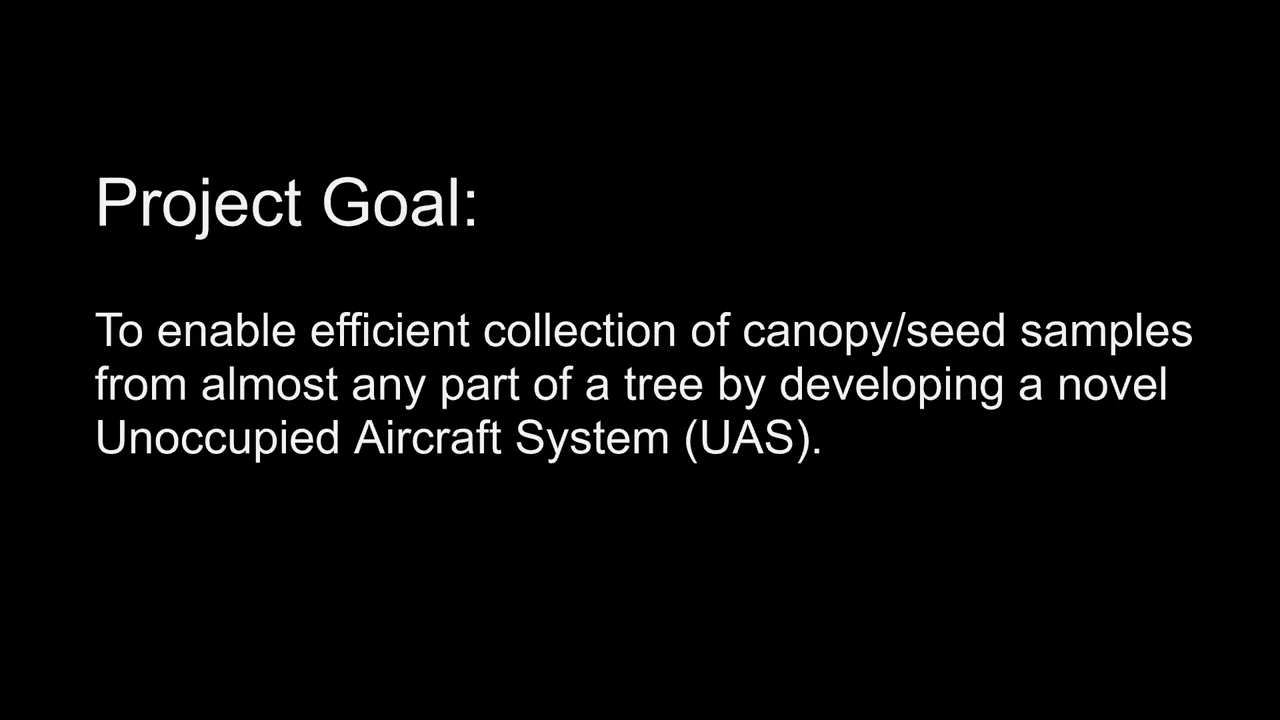 Project Goal:
To enable efficient collection of canopy/seed samples
from almost any part of a tree by developing a novel
Unoccupied Aircraft System (UAS).